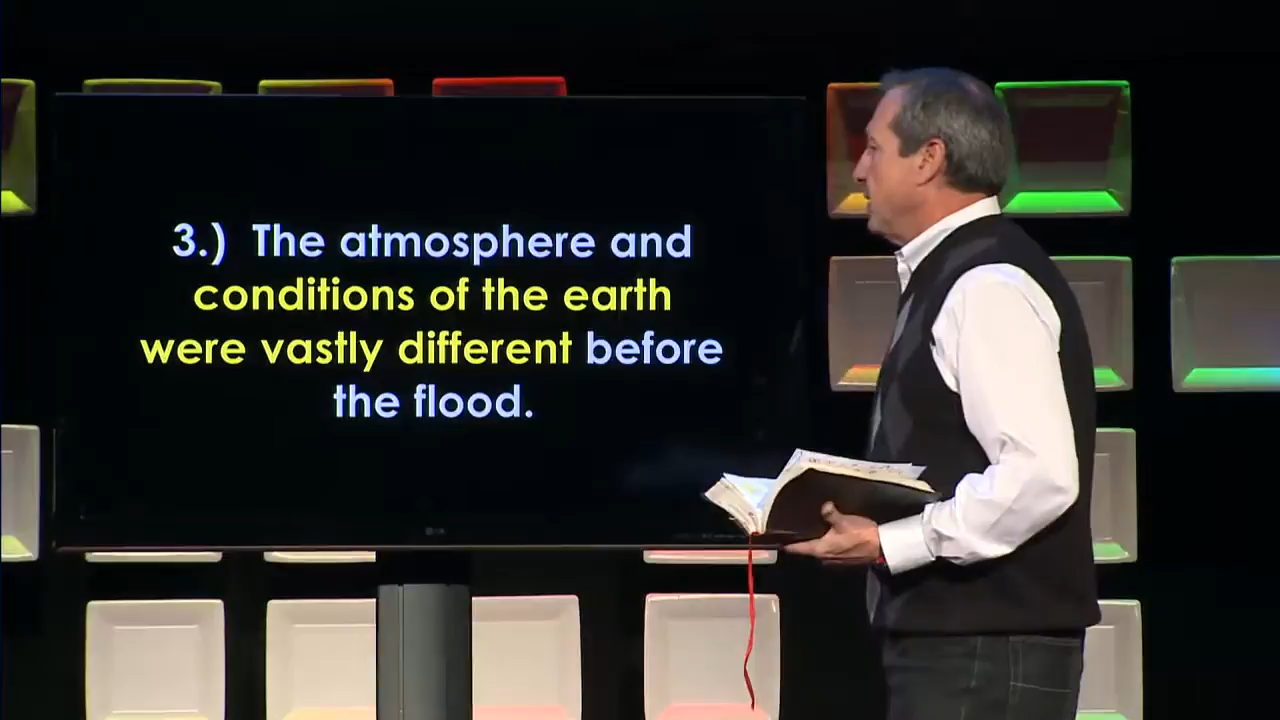 3.) The atmosphere and
conditions of the earth
were vastly different before
the flood.